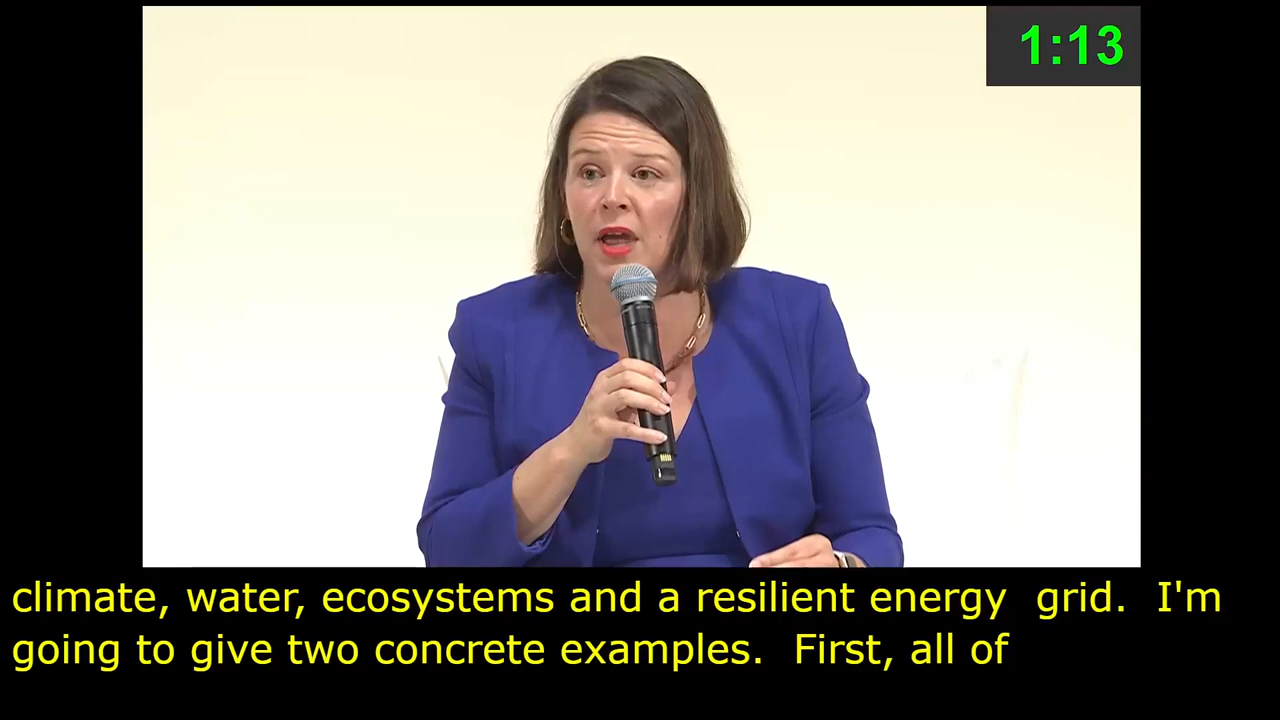 1:13
climate, water, ecosystems and a resilient energy  grid.  I'm
going to give two concrete examples.  First, all of